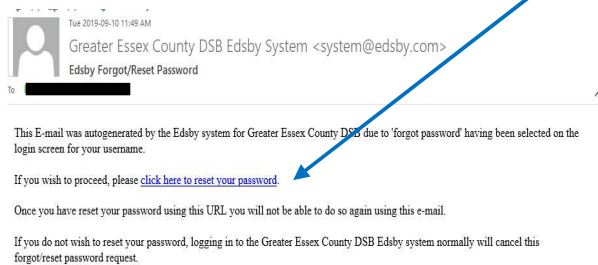 Tue 2019-09-10 11:49 AM
Greater Essex County DSB Edsby System <system@edsby.com>
Edsby Forgot/Reset Password
To
This E-mail was autogenerated by the Edsby system for Greater Essex County DSB due to 'forgot password' having been selected on the
login screen for your username.
If you wish to proceed, please click here to reset your password.
Once you have reset your password using this URL you will not be able to do so again using this e-mail.
If you do not wish to reset your password, logging in to the Greater Essex County DSB Edsby system normally will cancel this
forgot/reset password request.